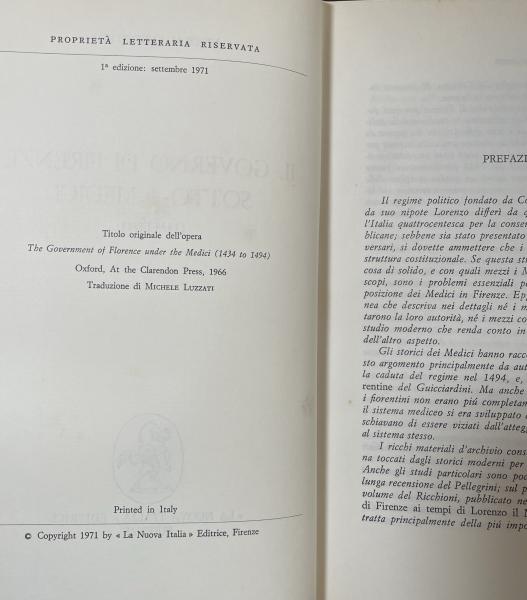 PROPRIETÀ LETTERARIA RISERVATA
1ª edizione: settembre 1971
Titolo originale dell'opera
The Government of Florence under the Medici (1434 to 1494)
Oxford, At the Clarendon Press, 1966
Traduzione di MICHELE LUZZATI
Printed in Italy
© Copyright 1971 by « La Nuova Italia » Editrice, Firenze
PREFAZI
Il regime politico fondato da Co
da suo nipote Lorenzo differì da q
l'Italia quattrocentesca per la conser
blicane; sebbene sia stato presentato
versari, si dovette ammettere che i
struttura costituzionale. Se questa str
cosa di solido, e con quali mezzi i M
scopi, sono i problemi essenziali p
posizione dei Medici in Firenze. Ep
nea che descriva nei dettagli né i m
tarono la loro autorità, né i mezzi co
studio moderno che renda conto in
dell'altro aspetto.
Gli storici dei Medici hanno racc
sto argomento principalmente da aut
la caduta del regime nel 1494, e,
rentine del Guicciardini. Ma anche
i fiorentini non erano piú completam
il sistema mediceo si era sviluppato
schiavano di essere viziati dall'atteg
al sistema stesso.
I ricchi materiali d'archivio cons
na toccati dagli storici moderni per
Anche gli studi particolari sono poc
lunga recensione del Pellegrini; sul p
volume del Ricchioni, pubblicato ne
di Firenze ai tempi di Lorenzo il M
tratta principalmente della piú impo